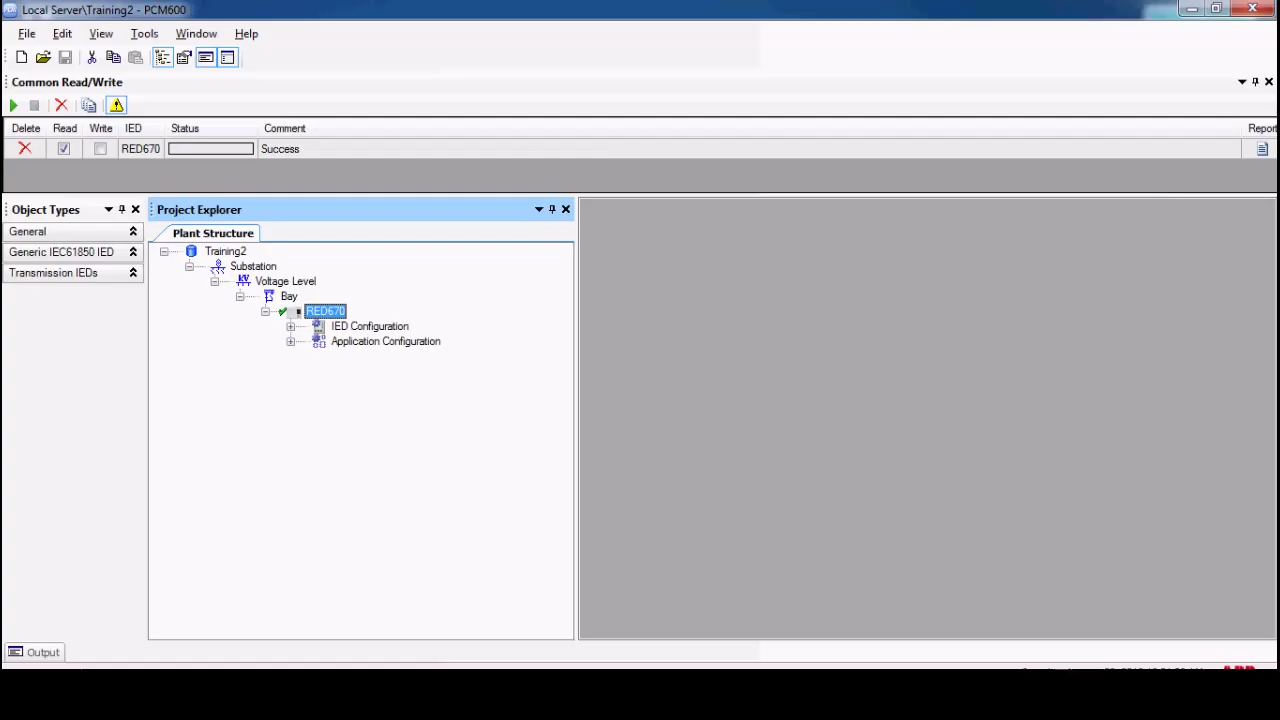 Local Server\Training2 - PCM600
File Edit View Tools Window Help
Common Read/Write
Delete Read Write IED Status Comment Report
RED670 Success
Object Types
General
Generic IEC61850 IED
Transmission IEDs
Project Explorer
Plant Structure
Training2
Substation
Voltage Level
Bay
RED670
IED Configuration
Application Configuration
Output